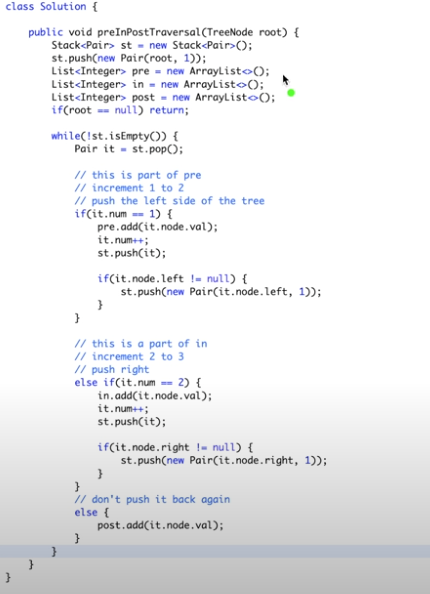 class Solution {
public void preInPostTraversal(TreeNode root) {
Stack<Pair> st = new Stack<Pair>();
st.push(new Pair(root, 1));
List<Integer> pre = new ArrayList<>();
List<Integer> in = new ArrayList<>();
List<Integer> post = new ArrayList<>();
if(root == null) return;
while(!st.isEmpty()) {
Pair it = st.pop();
// this is part of pre
// increment 1 to 2
// push the left side of the tree
if(it.num == 1) {
pre.add(it.node.val);
it.num++;
st.push(it);
if(it.node.left != null) {
st.push(new Pair(it.node.left, 1));
}
}
// this is a part of in
// increment 2 to 3
// push right
else if(it.num == 2) {
in.add(it.node.val);
it.num++;
st.push(it);
if(it.node.right != null) {
st.push(new Pair(it.node.right, 1));
}
}
// don't push it back again
else {
post.add(it.node.val);
}
}
}
}